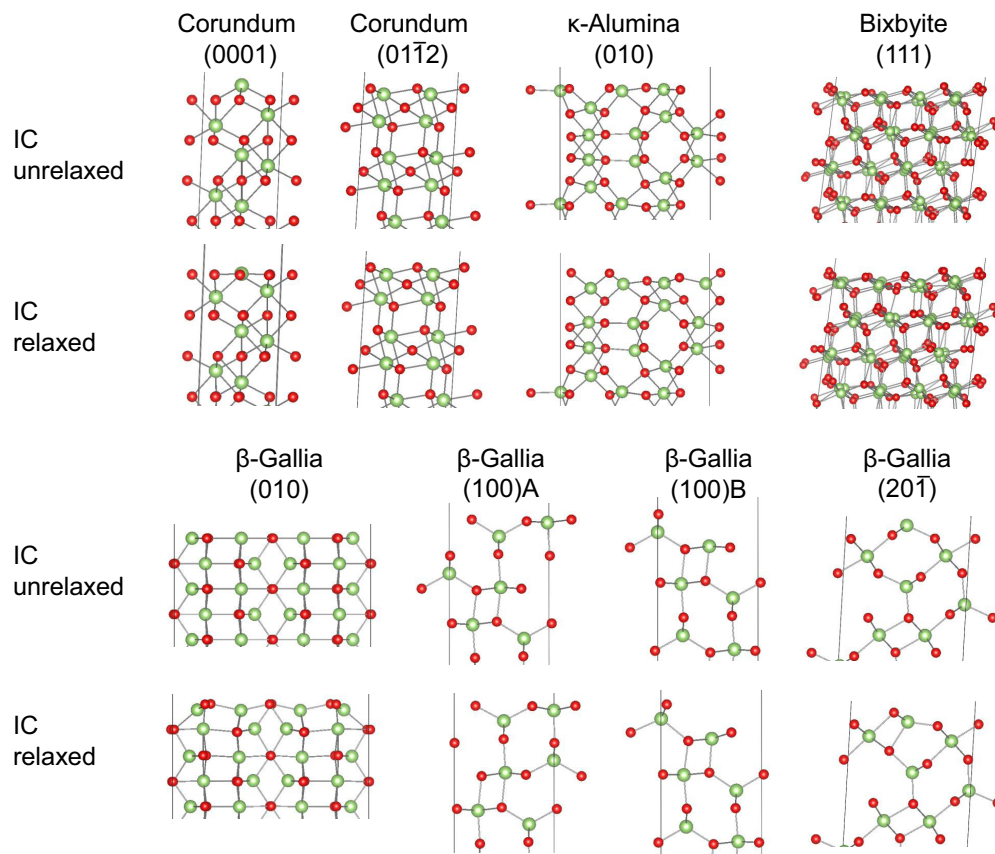 Corundum
(0001)
Corundum
(011̅2)
κ-Alumina
(010)
Bixbyite
(111)
IC
unrelaxed
IC
relaxed
β-Gallia
(010)
β-Gallia
(100)A
β-Gallia
(100)B
β-Gallia
(201̅)
IC
unrelaxed
IC
relaxed